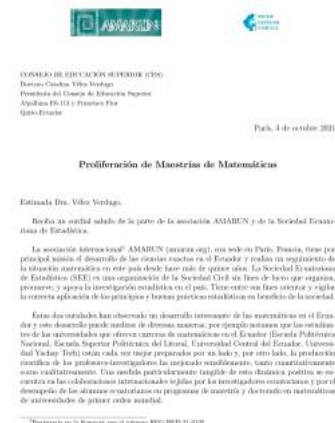 AMARUN
CONSEJO DE EDUCACIÓN SUPERIOR (CES)
Doctora Catalina Vélez Verdugo
Presidenta del Consejo de Educación Superior
Alpallana E6-113 y Francisco Flor
Quito-Ecuador
París, 3 de octubre 2021
Proliferación de Maestrías de Matemáticas
Estimada Dra. Vélez Verdugo,
Reciba un cordial saludo de la parte de la asociación AMARUN y de la Sociedad Ecuato-
riana de Estadística.
La asociación internacional¹ AMARUN (amarun.org), con sede en París, Francia, tiene por
principal misión el desarrollo de las ciencias exactas en el Ecuador y realiza un seguimiento de
la situación matemática en este país desde hace más de quince años. La Sociedad Ecuatoriana
de Estadística (SEE) es una organización de la Sociedad Civil sin fines de lucro que organiza,
promueve, y apoya la investigación estadística en el país. Tiene entre sus fines orientar y vigilar
la correcta aplicación de los principios y buenas prácticas estadísticas en beneficio de la sociedad.
Estas dos entidades han observado un desarrollo interesante de las matemáticas en el Ecua-
dor y esto desarrollo puede medirse de diversas maneras, por ejemplo notamos que los estudian-
tes de las universidades que ofrecen carreras de matemáticas en el Ecuador (Escuela Politécnica
Nacional, Escuela Superior Politécnica del Litoral, Universidad Central del Ecuador, Universi-
dad Yachay Tech) están cada vez mejor preparados por un lado y, por otro lado, la producción
científica de los profesores-investigadores ha mejorado sensiblemente, tanto cuantitativamente
como cualitativamente. Una medida particularmente tangible de esta dinámica positiva se en-
cuentra en las colaboraciones internacionales tejidas por los investigadores ecuatorianos y por el
desempeño de los alumnos ecuatorianos en programas de maestría y doctorado en matemáticas
de universidades de primer orden mundial.